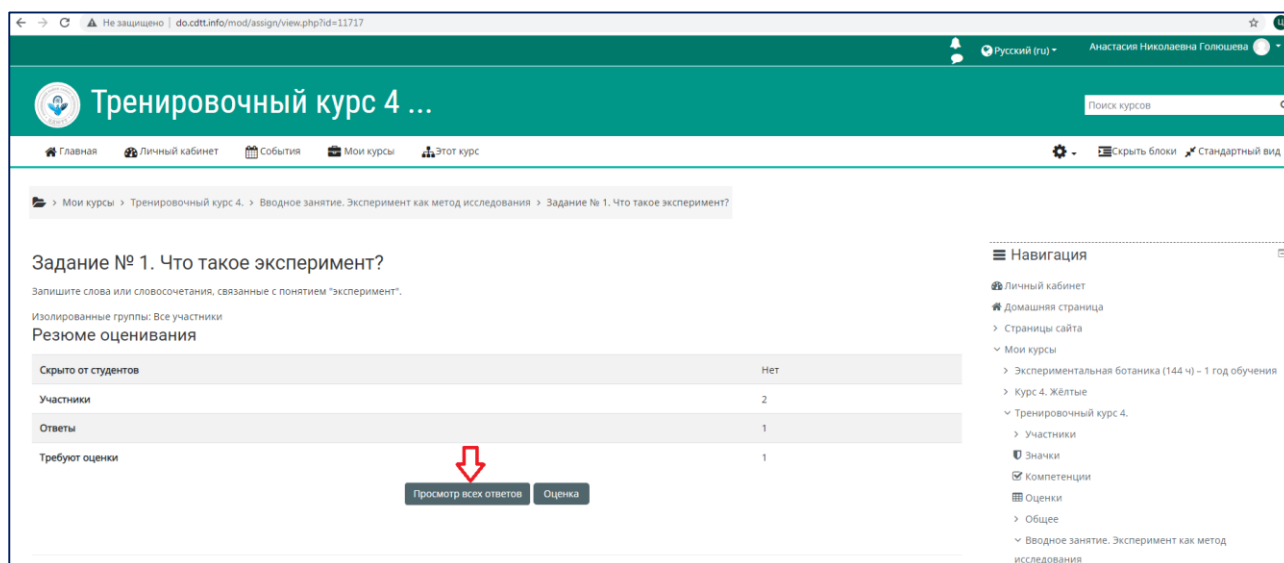 Не защищено | do.cdtt.info/mod/assign/view.php?id=11717
Русский (ru) Анастасия Николаевна Голюшева
Тренировочный курс 4 ...
Поиск курсов
Главная Личный кабинет События Мои курсы Этот курс Скрыть блоки Стандартный вид
> Мои курсы > Тренировочный курс 4. > Вводное занятие. Эксперимент как метод исследования > Задание № 1. Что такое эксперимент?
Задание № 1. Что такое эксперимент?
Запишите слова или словосочетания, связанные с понятием "эксперимент".
Изолированные группы: Все участники
Резюме оценивания
Скрыто от студентов Нет
Участники 2
Ответы 1
Требуют оценки 1
Просмотр всех ответов Оценка
Навигация
Личный кабинет
Домашняя страница
> Страницы сайта
Мои курсы
> Экспериментальная ботаника (144 ч) – 1 год обучения
> Курс 4. Жёлтые
Тренировочный курс 4.
> Участники
Значки
Компетенции
Оценки
> Общее
Вводное занятие. Эксперимент как метод
исследования